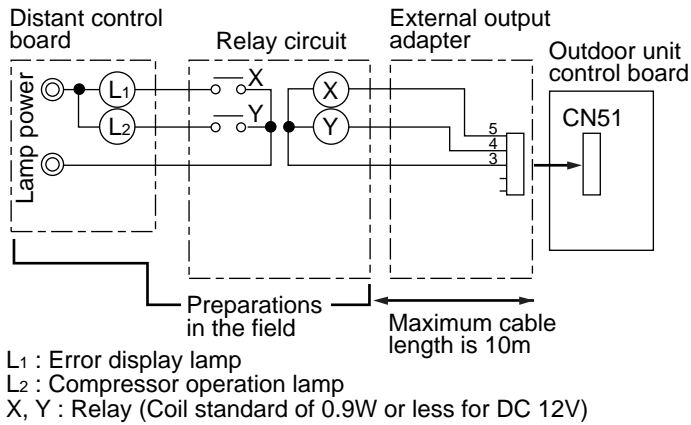 Distant control
board
Relay circuit
External output
adapter
Outdoor unit
control board
Lamp power
L1
L2
X
Y
X
Y
5
4
3
CN51
Preparations
in the field
Maximum cable
length is 10m
L1 : Error display lamp
L2 : Compressor operation lamp
X, Y : Relay (Coil standard of 0.9W or less for DC 12V)